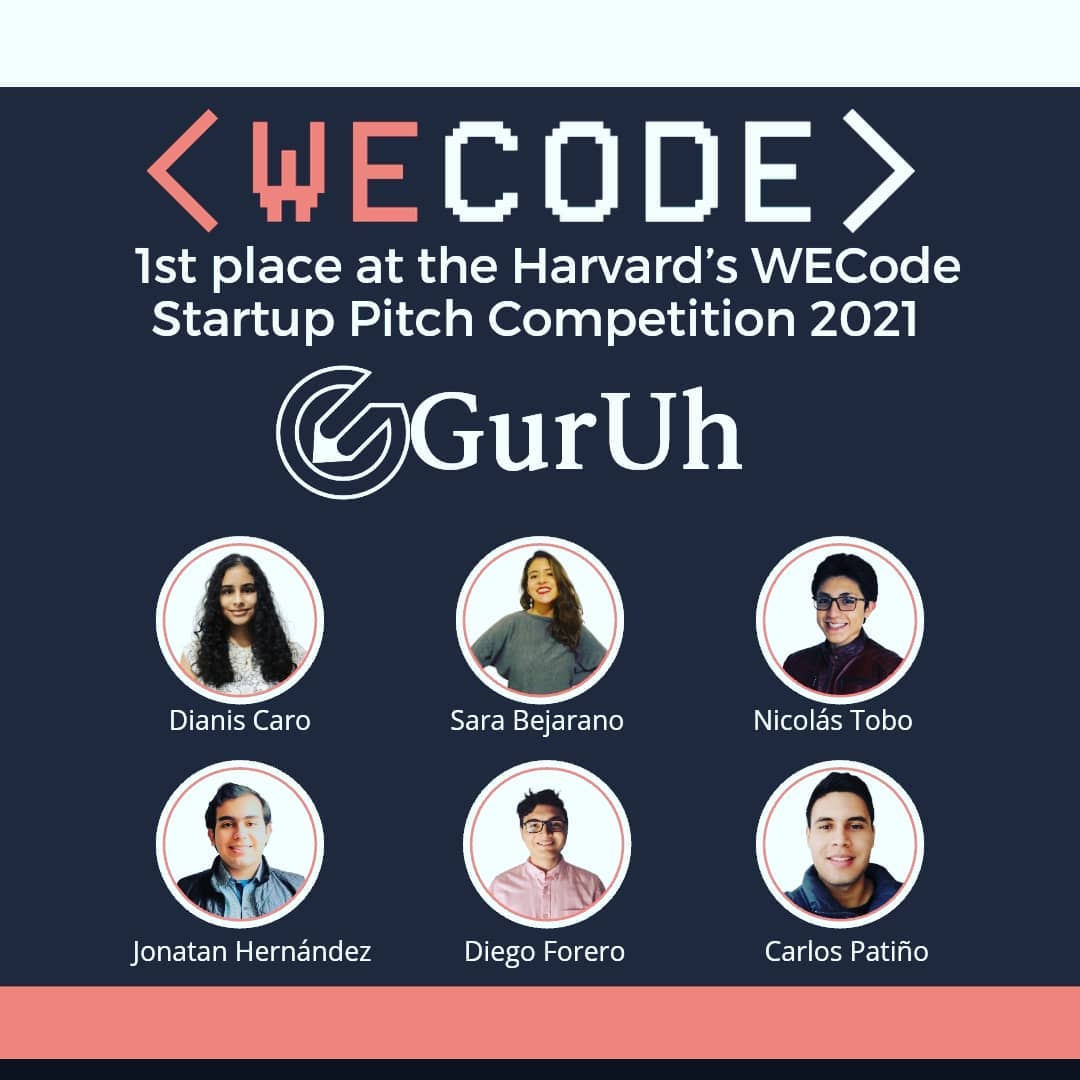 <WECODE>
1st place at the Harvard’s WECode
Startup Pitch Competition 2021
GurUh
Dianis Caro
Sara Bejarano
Nicolás Tobo
Jonatan Hernández
Diego Forero
Carlos Patiño